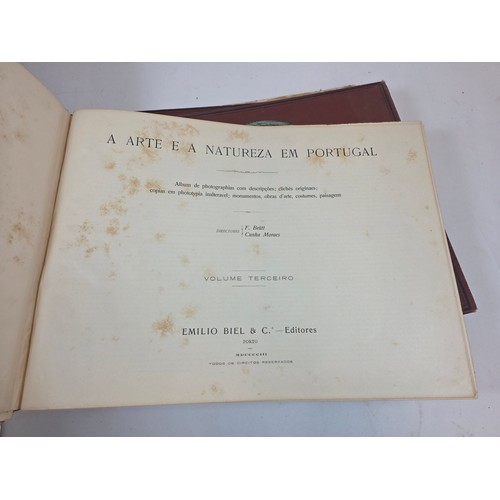 A ARTE E A NATUREZA EM PORTUGAL
Album de photographias com descripções; clichés originaes;
copias em phototypia inalteravel; monumentos, obras d'arte, costumes, paisagens
DIRECTORES F. Brütt
Cunha Moraes
VOLUME TERCEIRO
EMILIO BIEL & C.ª—Editores
PORTO
TODOS OS DIREITOS RESERVADOS